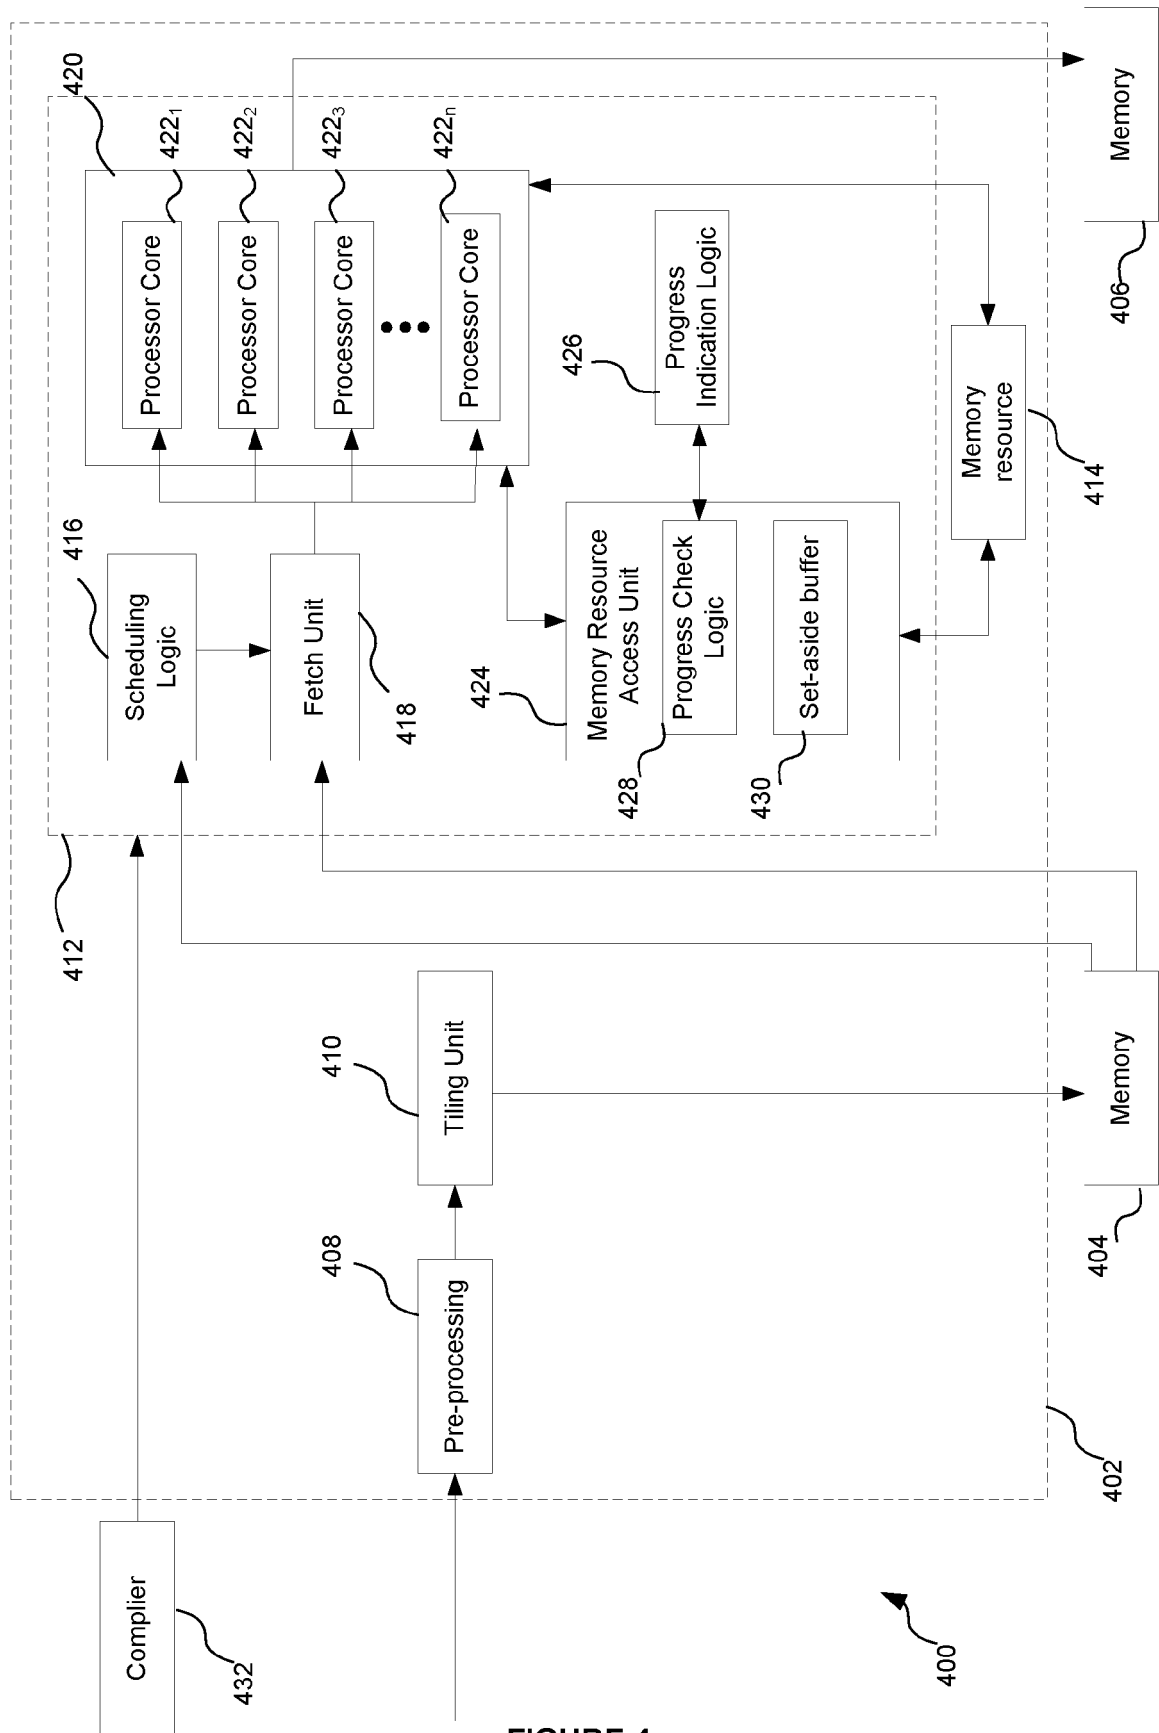 420
422₁
422₂
422₃
422ₙ
Processor Core
Processor Core
Processor Core
Processor Core
416
Scheduling
Logic
Fetch Unit
418
426
Progress
Indication Logic
424
Memory Resource
Access Unit
Progress Check
Logic
428
Set-aside buffer
430
Memory
resource
414
Memory
406
412
410
Tiling Unit
408
Pre-processing
Memory
404
402
Complier
432
400